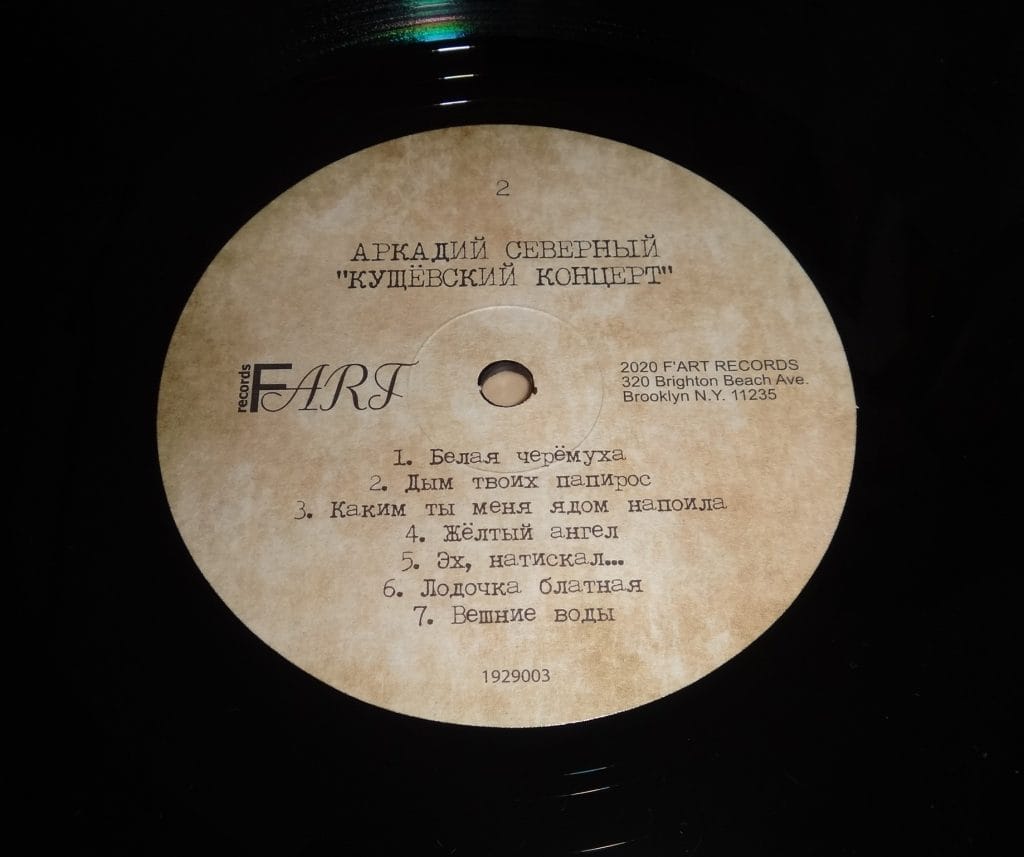 2
АРКАДИЙ СЕВЕРНЫЙ
"КУЩЁВСКИЙ КОНЦЕРТ"
records
FART
2020 F'ART RECORDS
320 Brighton Beach Ave.
Brooklyn N.Y. 11235
1. Белая черёмуха
2. Дым твоих папирос
3. Каким ты меня ядом напоила
4. Жёлтый ангел
5. Эх, натискал...
6. Лодочка блатная
7. Вешние воды
1929003